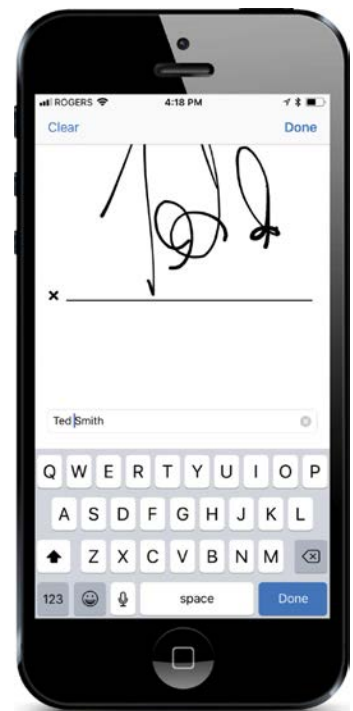 ROGERS 4:18 PM
Clear Done
×
Ted Smith
Q W E R T Y U I O P
A S D F G H J K L
Z X C V B N M
123 space Done